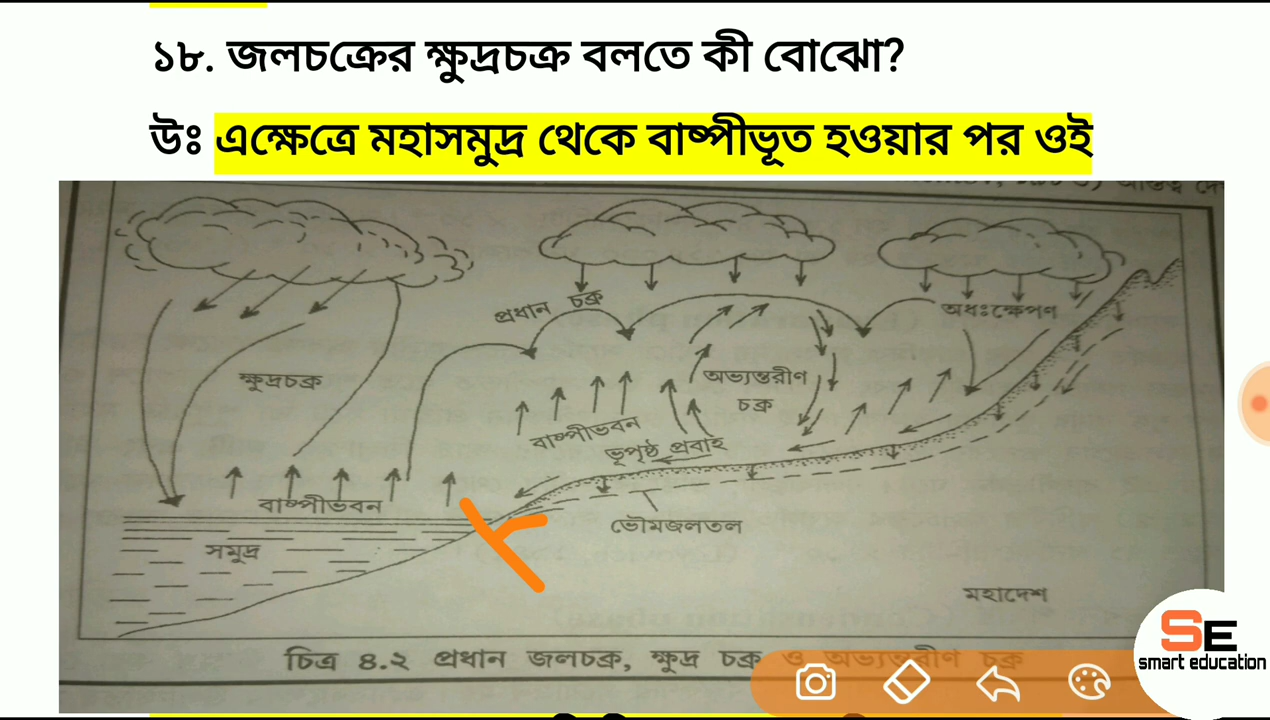 ১৮. জলচক্রের ক্ষুদ্রচক্র বলতে কী বোঝো?
উঃ এক্ষেত্রে মহাসমুদ্র থেকে বাষ্পীভূত হওয়ার পর ওই
প্রধান চক্র
অধঃক্ষেপণ
ক্ষুদ্রচক্র
অভ্যন্তরীণ
চক্র
বাষ্পীভবন
ভূপৃষ্ঠ প্রবাহ
বাষ্পীভবন
ভৌমজলতল
সমুদ্র
মহাদেশ
চিত্র ৪.২ প্রধান জলচক্র, ক্ষুদ্র চক্র ও অভ্যন্তরীণ চক্র
SE
smart education